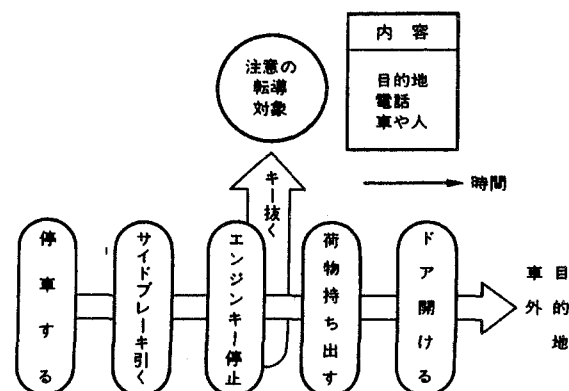 内容
目的地
電話
車や人
注意の
転導
対象
キー抜く
時間
停車する
サイドブレーキ引く
エンジンキー停止
荷物持ち出す
ドア開ける
目的地
車外